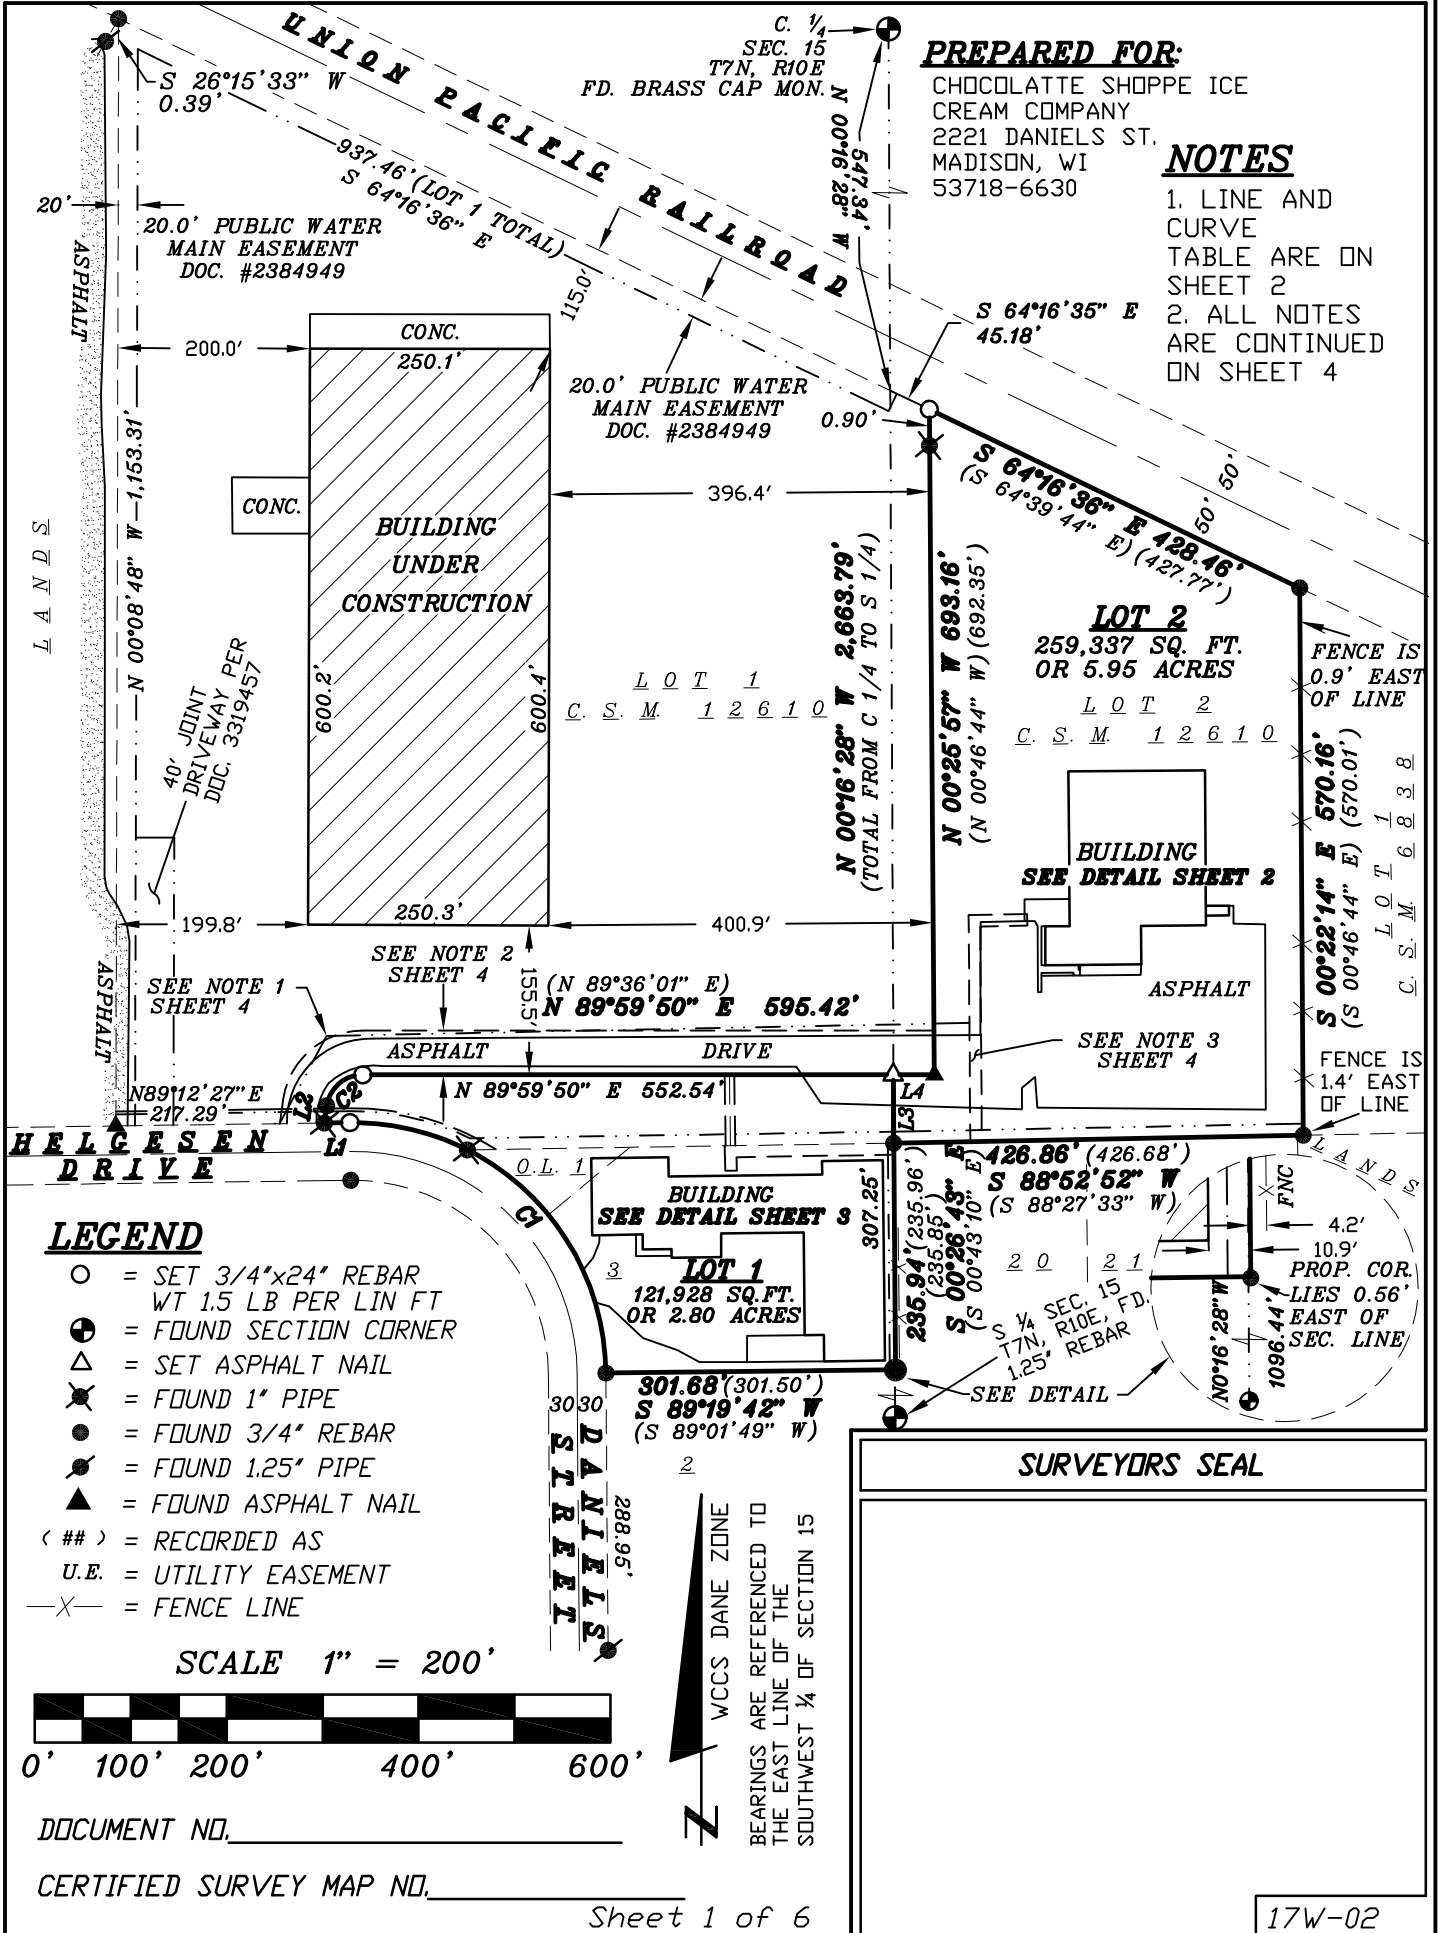 UNION PACIFIC RAILROAD
C. 1/4
SEC. 15
T7N, R10E
FD. BRASS CAP MON.
PREPARED FOR:
CHOCOLATTE SHOPPE ICE
CREAM COMPANY
2221 DANIELS ST.
MADISON, WI
53718-6630
NOTES
1. LINE AND
CURVE
TABLE ARE ON
SHEET 2
2. ALL NOTES
ARE CONTINUED
ON SHEET 4
S 26°15'33" W
0.39'
937.46' (LOT 1 TOTAL)
S 64°16'36" E
547.34'
N 00°16'28" W
20'
20.0' PUBLIC WATER
MAIN EASEMENT
DOC. #2384949
ASPHALT
115.0'
S 64°16'35" E
45.18'
CONC.
200.0'
250.1'
20.0' PUBLIC WATER
MAIN EASEMENT
DOC. #2384949
0.90'
CONC.
396.4'
BUILDING
UNDER
CONSTRUCTION
S 64°16'36" E 428.46'
(S 64°39'44" E) (427.77')
50' 50'
LANDS
N 00°08'48" W 1,153.31'
N 00°16'28" W 2,663.79'
(TOTAL FROM C 1/4 TO S 1/4)
N 00°25'57" W 693.16'
(N 00°46'44" W) (692.35')
LOT 2
259,337 SQ. FT.
OR 5.95 ACRES
FENCE IS
0.9' EAST
OF LINE
LOT 1
C. S. M. 12610
LOT 2
C. S. M. 12610
600.2'
600.4'
40' JOINT
DRIVEWAY PER
DOC. 3319457
S 00°22'14" E 570.16'
(S 00°46'44" E) (570.01')
LOT 1
C. S. M. 6838
BUILDING
SEE DETAIL SHEET 2
199.8'
250.3'
400.9'
SEE NOTE 2
SHEET 4
155.5'
SEE NOTE 1
SHEET 4
ASPHALT
(N 89°36'01" E)
N 89°59'50" E 595.42'
ASPHALT
SEE NOTE 3
SHEET 4
ASPHALT DRIVE
FENCE IS
1.4' EAST
OF LINE
N89°12'27"E
217.29'
L2
C2
N 89°59'50" E 552.54'
L4
L3
HELGESEN
DRIVE
L1
O.L. 1
426.86' (426.68')
S 88°52'52" W
(S 88°27'33" W)
LANDS
BUILDING
SEE DETAIL SHEET 3
307.25'
C1
235.94' (235.96')
(235.85')
S 00°26'43" E
(S 00°43'10" E)
FNC
4.2'
10.9'
20
21
3
LOT 1
121,928 SQ.FT.
OR 2.80 ACRES
PROP. COR.
LIES 0.56'
EAST OF
SEC. LINE
N0°16'28"W
1096.44'
S 1/4 SEC. 15
T7N, R10E, FD.
1.25" REBAR
301.68' (301.50')
S 89°19'42" W
(S 89°01'49" W)
SEE DETAIL
30 30
2
DANIELS
STREET
288.95'
LEGEND
= SET 3/4"x24" REBAR
WT 1.5 LB PER LIN FT
= FOUND SECTION CORNER
= SET ASPHALT NAIL
= FOUND 1" PIPE
= FOUND 3/4" REBAR
= FOUND 1.25" PIPE
= FOUND ASPHALT NAIL
( ## ) = RECORDED AS
U.E. = UTILITY EASEMENT
X = FENCE LINE
SCALE 1" = 200'
0' 100' 200' 400' 600'
WCCS DANE ZONE
BEARINGS ARE REFERENCED TO
THE EAST LINE OF THE
SOUTHWEST 1/4 OF SECTION 15
N
SURVEYORS SEAL
DOCUMENT NO.
CERTIFIED SURVEY MAP NO.
Sheet 1 of 6
17W-02